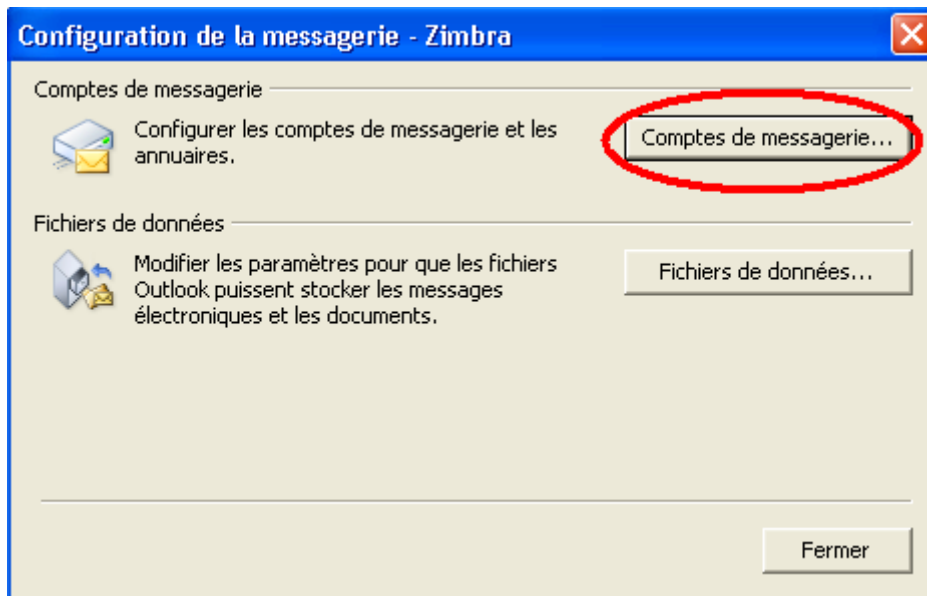 Configuration de la messagerie - Zimbra
Comptes de messagerie
Configurer les comptes de messagerie et les
annuaires.
Comptes de messagerie...
Fichiers de données
Modifier les paramètres pour que les fichiers
Outlook puissent stocker les messages
électroniques et les documents.
Fichiers de données...
Fermer